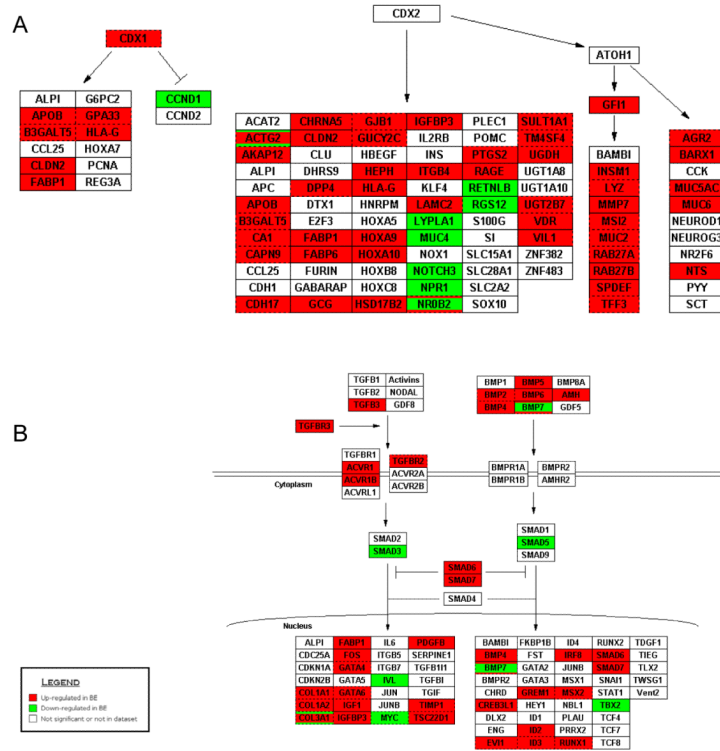 A
CDX1
ALPI G6PC2
APOB GPA33
B3GALT5 HLA-G
CCL25 HOXA7
CLDN2 PCNA
FABP1 REG3A
CCND1
CCND2
CDX2
ATOH1
GFI1
ACAT2 CHRNA5 GJB1 IGFBP3 PLEC1 SULT1A1
ACTG2 CLDN2 GUCY2C IL2RB POMC TM4SF4
AKAP12 CLU HBEGF INS PTGS2 UGDH
ALPI DHRS9 HEPH ITGB4 RAGE UGT1A8
APC DPP4 HLA-G KLF4 RETNLB UGT1A10
APOB DTX1 HNRPM LAMC2 RGS12 UGT2B7
B3GALT5 E2F3 HOXA5 LYPLA1 S100G VDR
CA1 FABP1 HOXA9 MUC4 SI VIL1
CAPN9 FABP6 HOXA10 NOX1 SLC15A1 ZNF382
CCL25 FURIN HOXB8 NOTCH3 SLC28A1 ZNF483
CDH1 GABARAP HOXC8 NPR1 SLC2A2
CDH17 GCG HSD17B2 NR0B2 SOX10
BAMBI
INSM1
LYZ
MMP7
MSI2
MUC2
RAB27A
RAB27B
SPDEF
TFF3
AGR2
BARX1
CCK
MUC5AC
MUC6
NEUROD1
NEUROG3
NR2F6
NTS
PYY
SCT
B
TGFB1 Activins
TGFB2 NODAL
TGFB3 GDF8
TGFBR3
BMP1 BMP5 BMP8A
BMP2 BMP6 AMH
BMP4 BMP7 GDF5
TGFBR1
ACVR1
ACVR1B
ACVRL1
TGFBR2
ACVR2A
ACVR2B
BMPR1A
BMPR1B
BMPR2
AMHR2
Cytoplasm
SMAD2
SMAD3
SMAD1
SMAD5
SMAD9
SMAD6
SMAD7
SMAD4
Nucleus
ALPI FABP1 IL6 PDGFB
CDC25A FOS ITGB5 SERPINE1
CDKN1A GATA4 ITGB7 TGFB1I1
CDKN2B GATA5 IVL TGFBI
COL1A1 GATA6 JUN TGIF
COL1A2 IGF1 JUNB TIMP1
COL3A1 IGFBP3 MYC TSC22D1
BAMBI FKBP1B ID4 RUNX2 TDGF1
BMP4 FST IRF8 SMAD6 TIEG
BMP7 GATA2 JUNB SMAD7 TLX2
BMPR2 GATA3 MSX1 SNAI1 TWSG1
CHRD GREM1 MSX2 STAT1 Vent2
CREB3L1 HEY1 NBL1 TBX2
DLX2 ID1 PLAU TCF4
ENG ID2 PRRX2 TCF7
EVI1 ID3 RUNX1 TCF8
LEGEND
Up-regulated in BE
Down-regulated in BE
Not significant or not in dataset